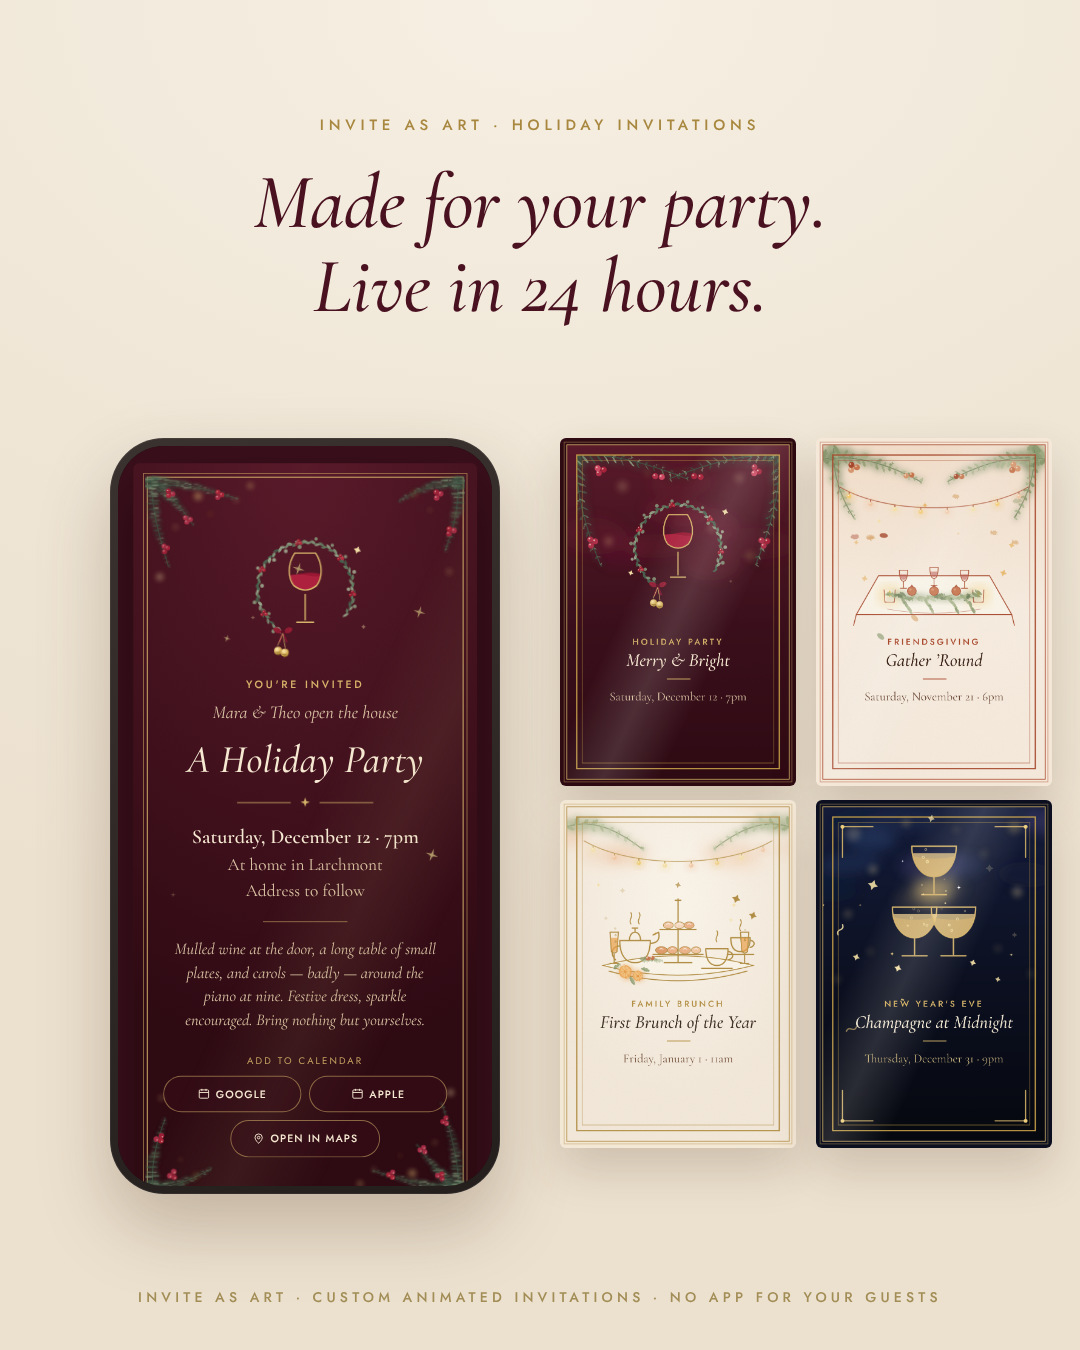 INVITE AS ART · HOLIDAY INVITATIONS
Made for your party.
Live in 24 hours.
YOU'RE INVITED
Mara & Theo open the house
A Holiday Party
Saturday, December 12 · 7pm
At home in Larchmont
Address to follow
Mulled wine at the door, a long table of small
plates, and carols — badly — around the
piano at nine. Festive dress, sparkle
encouraged. Bring nothing but yourselves.
ADD TO CALENDAR
GOOGLE
APPLE
OPEN IN MAPS
HOLIDAY PARTY
Merry & Bright
Saturday, December 12 · 7pm
FRIENDSGIVING
Gather ’Round
Saturday, November 21 · 6pm
FAMILY BRUNCH
First Brunch of the Year
Friday, January 1 · 11am
NEW YEAR'S EVE
Champagne at Midnight
Thursday, December 31 · 9pm
INVITE AS ART · CUSTOM ANIMATED INVITATIONS · NO APP FOR YOUR GUESTS